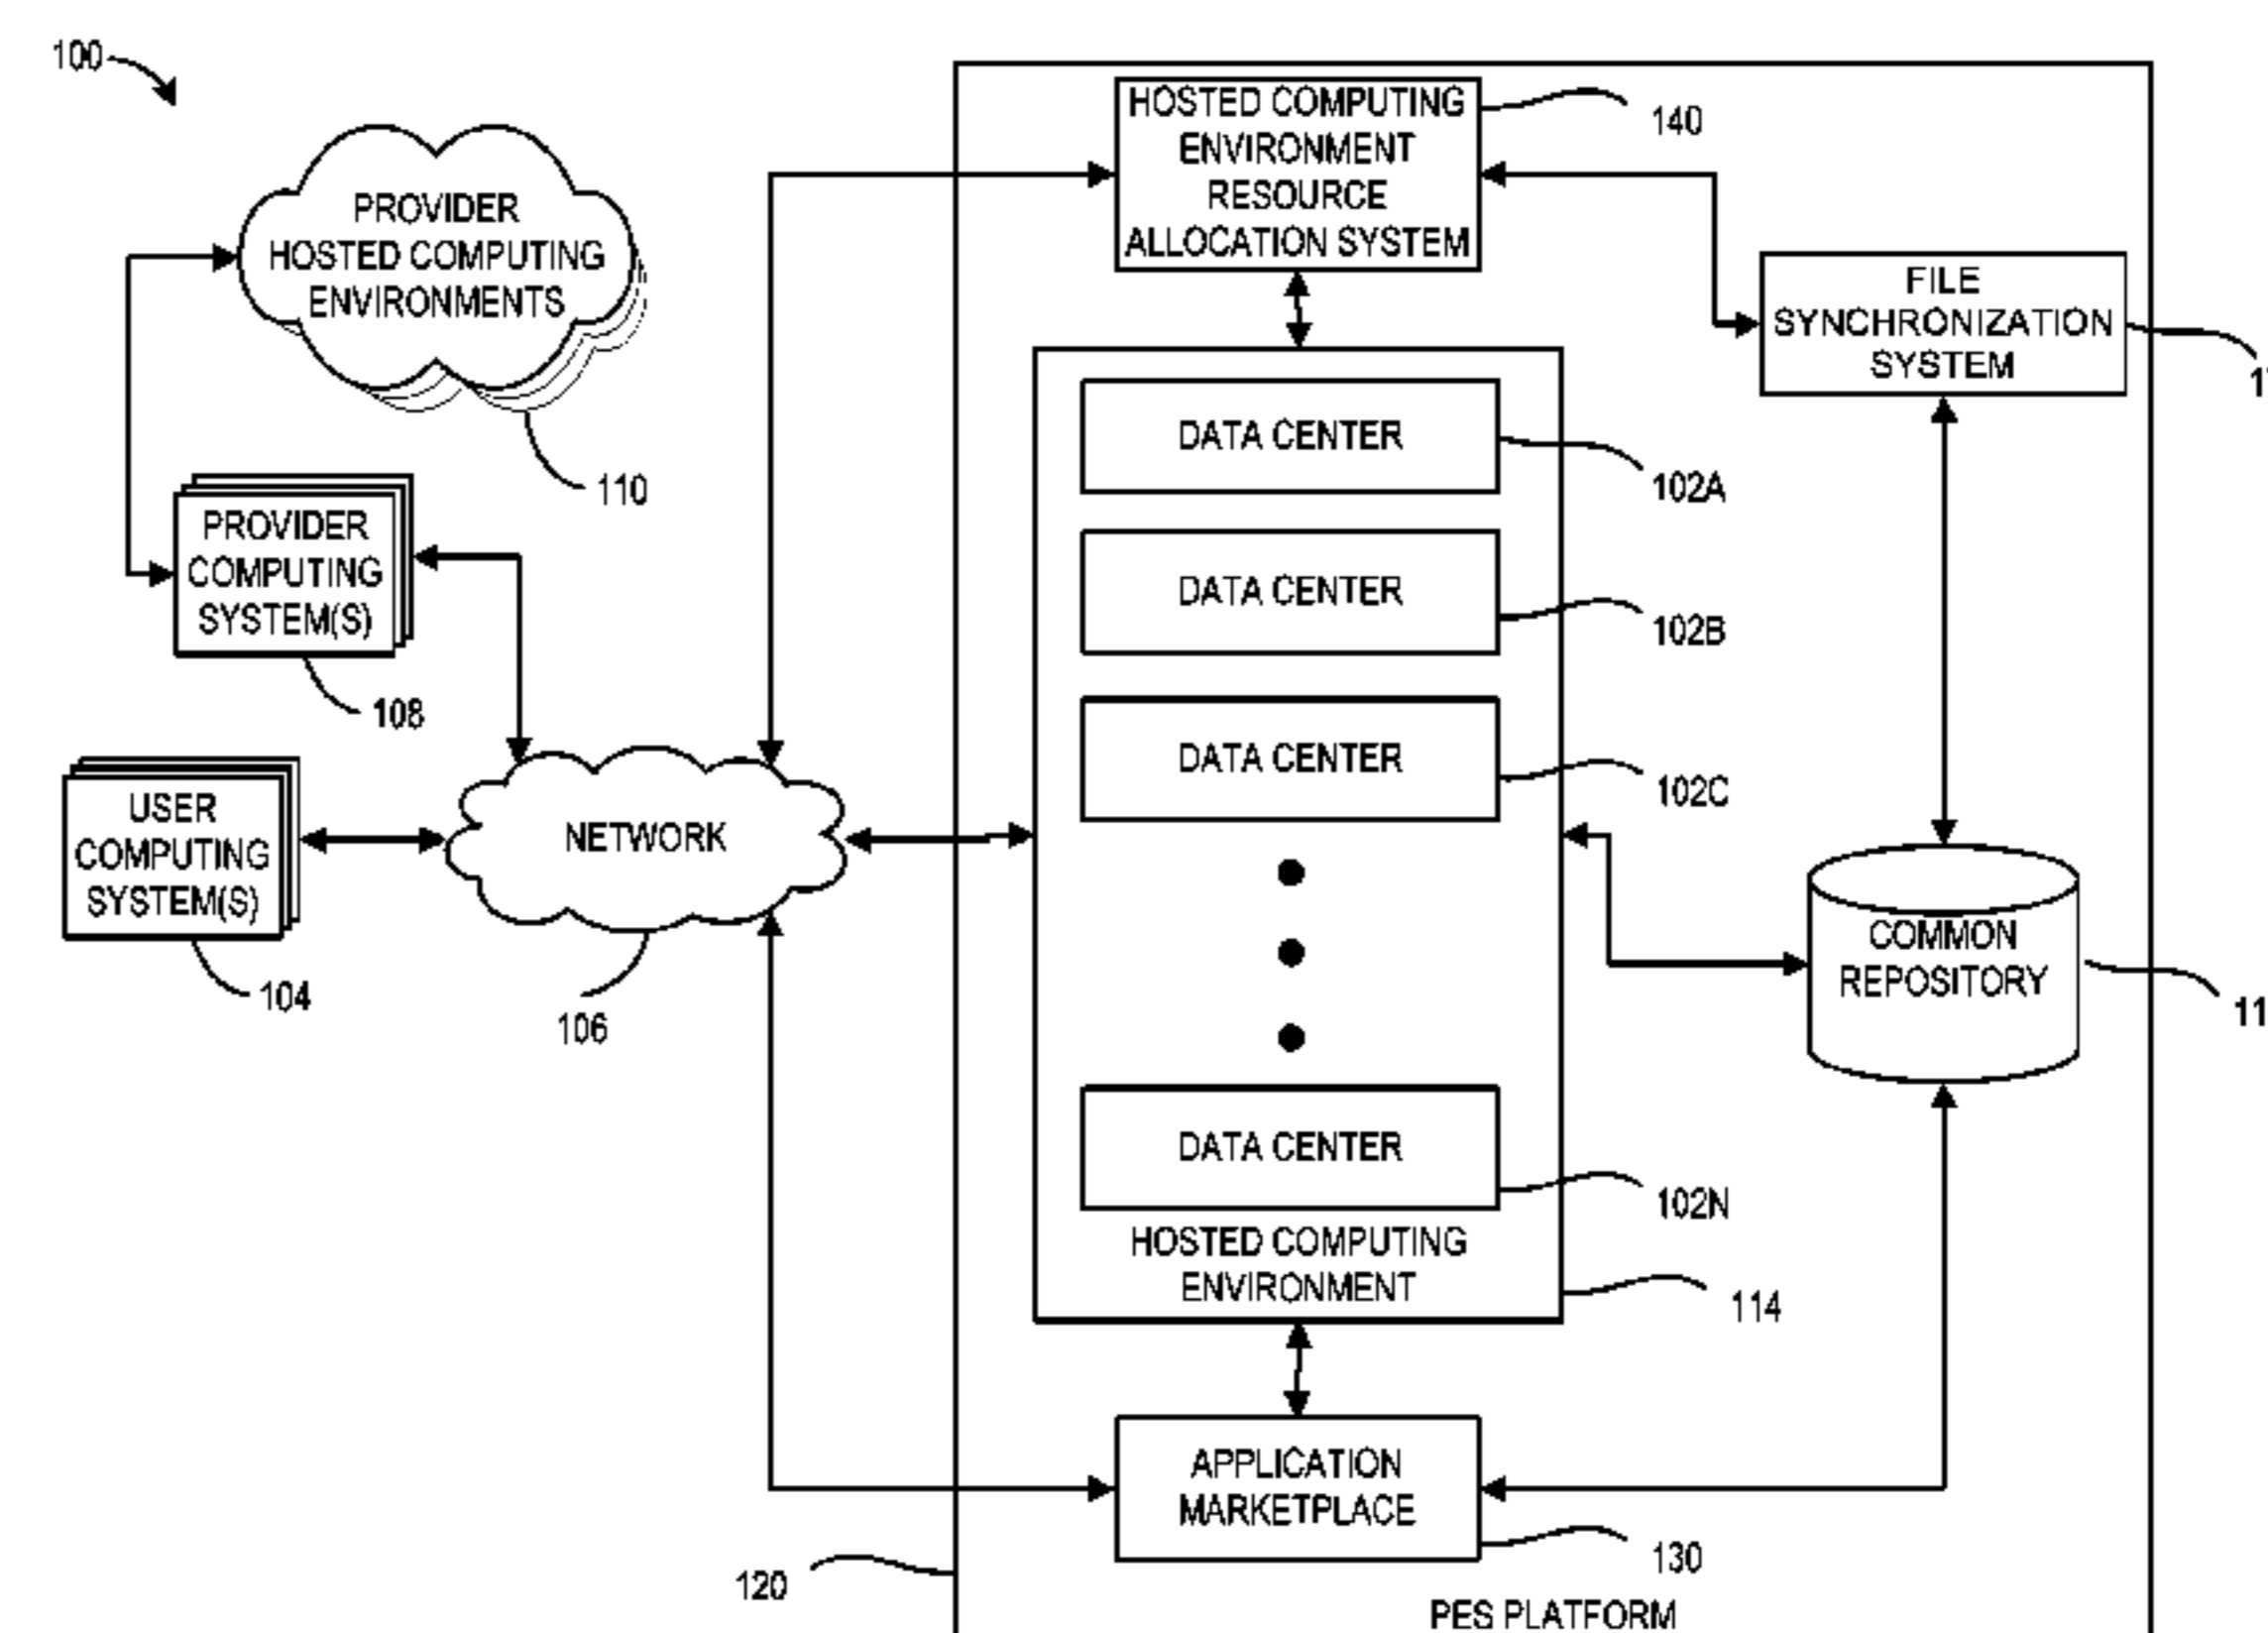 100
PROVIDER
HOSTED COMPUTING
ENVIRONMENTS
110
PROVIDER
COMPUTING
SYSTEM(S)
108
USER
COMPUTING
SYSTEM(S)
104
NETWORK
106
HOSTED COMPUTING
ENVIRONMENT
RESOURCE
ALLOCATION SYSTEM
140
FILE
SYNCHRONIZATION
SYSTEM
DATA CENTER
102A
DATA CENTER
102B
DATA CENTER
102C
DATA CENTER
102N
HOSTED COMPUTING
ENVIRONMENT
114
COMMON
REPOSITORY
APPLICATION
MARKETPLACE
130
120
PES PLATFORM